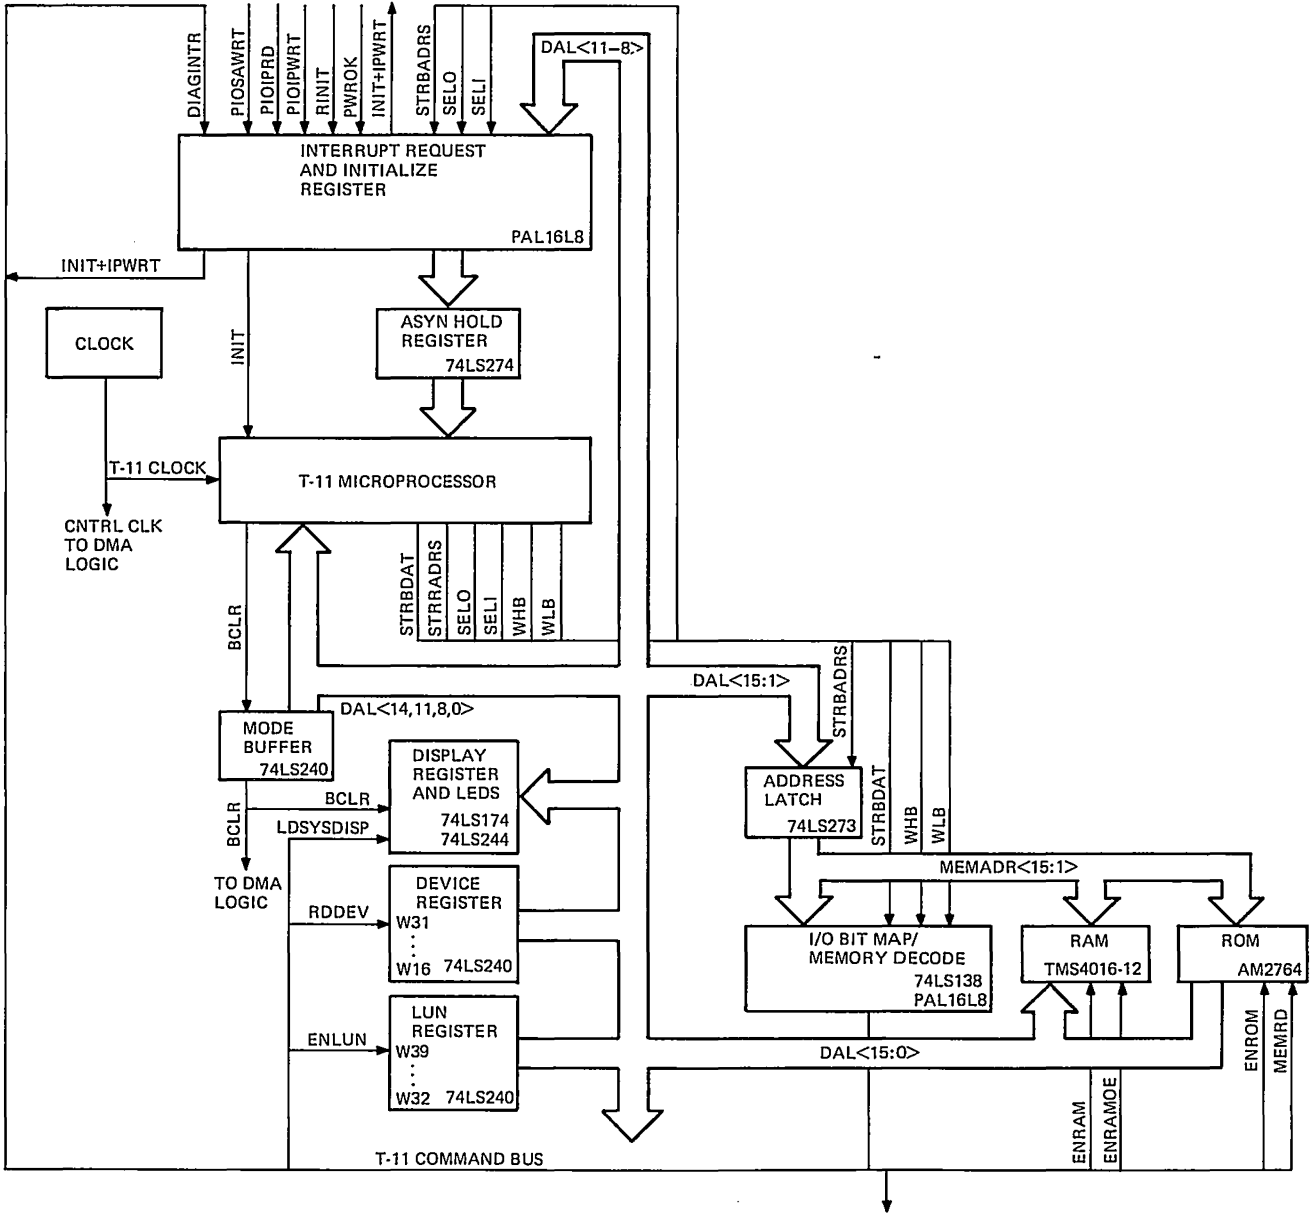 DIAGINTR
PIOSAWRT
PIOIPRD
PIOIPWRT
RINIT
PWROK
INIT+IPWRT
STRBADRS
SELO
SELI
DAL<11–8>
INTERRUPT REQUEST
AND INITIALIZE
REGISTER
PAL16L8
INIT+IPWRT
CLOCK
INIT
ASYN HOLD
REGISTER
74LS274
T-11 CLOCK
T-11 MICROPROCESSOR
CNTRL CLK
TO DMA
LOGIC
BCLR
STRBDAT
STRRADRS
SELO
SELI
WHB
WLB
DAL<15:1>
STRBADRS
DAL<14,11,8,0>
MODE
BUFFER
74LS240
DISPLAY
REGISTER
AND LEDS
74LS174
74LS244
BCLR
LDSYSDISP
BCLR
TO DMA
LOGIC
ADDRESS
LATCH
74LS273
STRBDAT
WHB
WLB
MEMADR<15:1>
DEVICE
REGISTER
RDDEV
W31
W16
74LS240
I/O BIT MAP/
MEMORY DECODE
74LS138
PAL16L8
RAM
TMS4016-12
ROM
AM2764
LUN
REGISTER
ENLUN
W39
W32
74LS240
DAL<15:0>
ENROM
MEMRD
ENRAM
ENRAMOE
T-11 COMMAND BUS